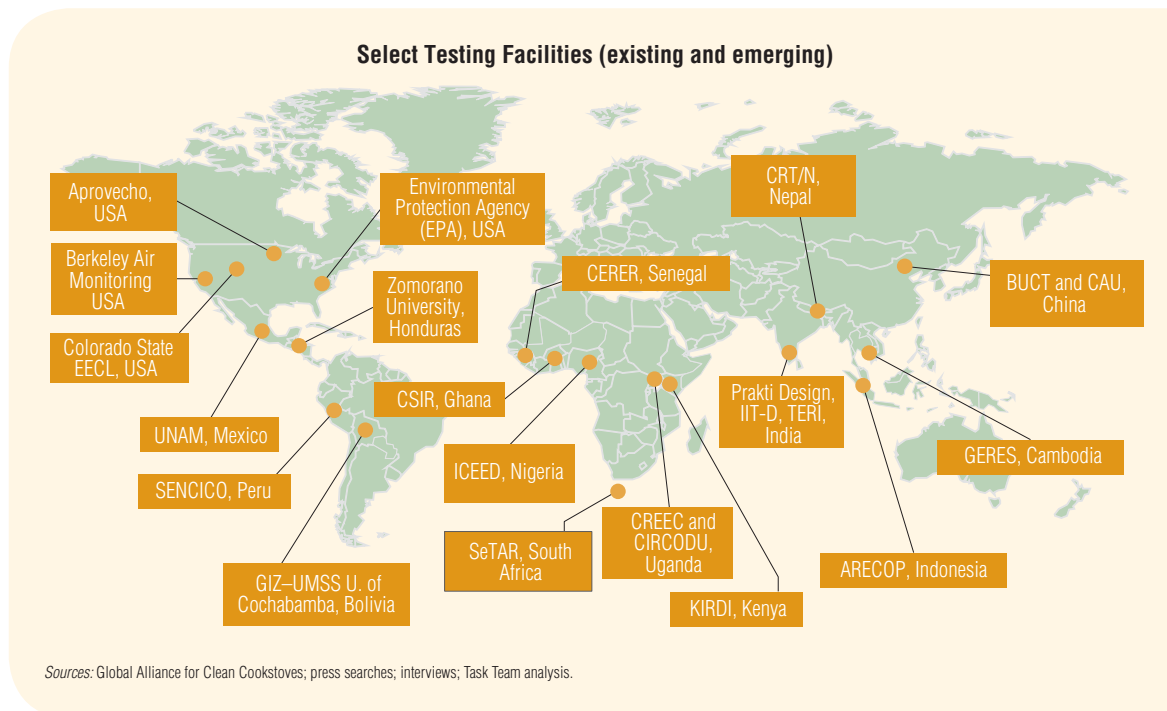 Select Testing Facilities (existing and emerging)
Aprovecho,
USA
Environmental
Protection Agency
(EPA), USA
CRT/N,
Nepal
Berkeley Air
Monitoring
USA
CERER, Senegal
BUCT and CAU,
China
Zomorano
University,
Honduras
Colorado State
EECL, USA
CSIR, Ghana
Prakti Design,
IIT-D, TERI,
India
UNAM, Mexico
GERES, Cambodia
ICEED, Nigeria
SENCICO, Peru
CREEC and
CIRCODU,
Uganda
SeTAR, South
Africa
ARECOP, Indonesia
GIZ–UMSS U. of
Cochabamba, Bolivia
KIRDI, Kenya
Sources: Global Alliance for Clean Cookstoves; press searches; interviews; Task Team analysis.